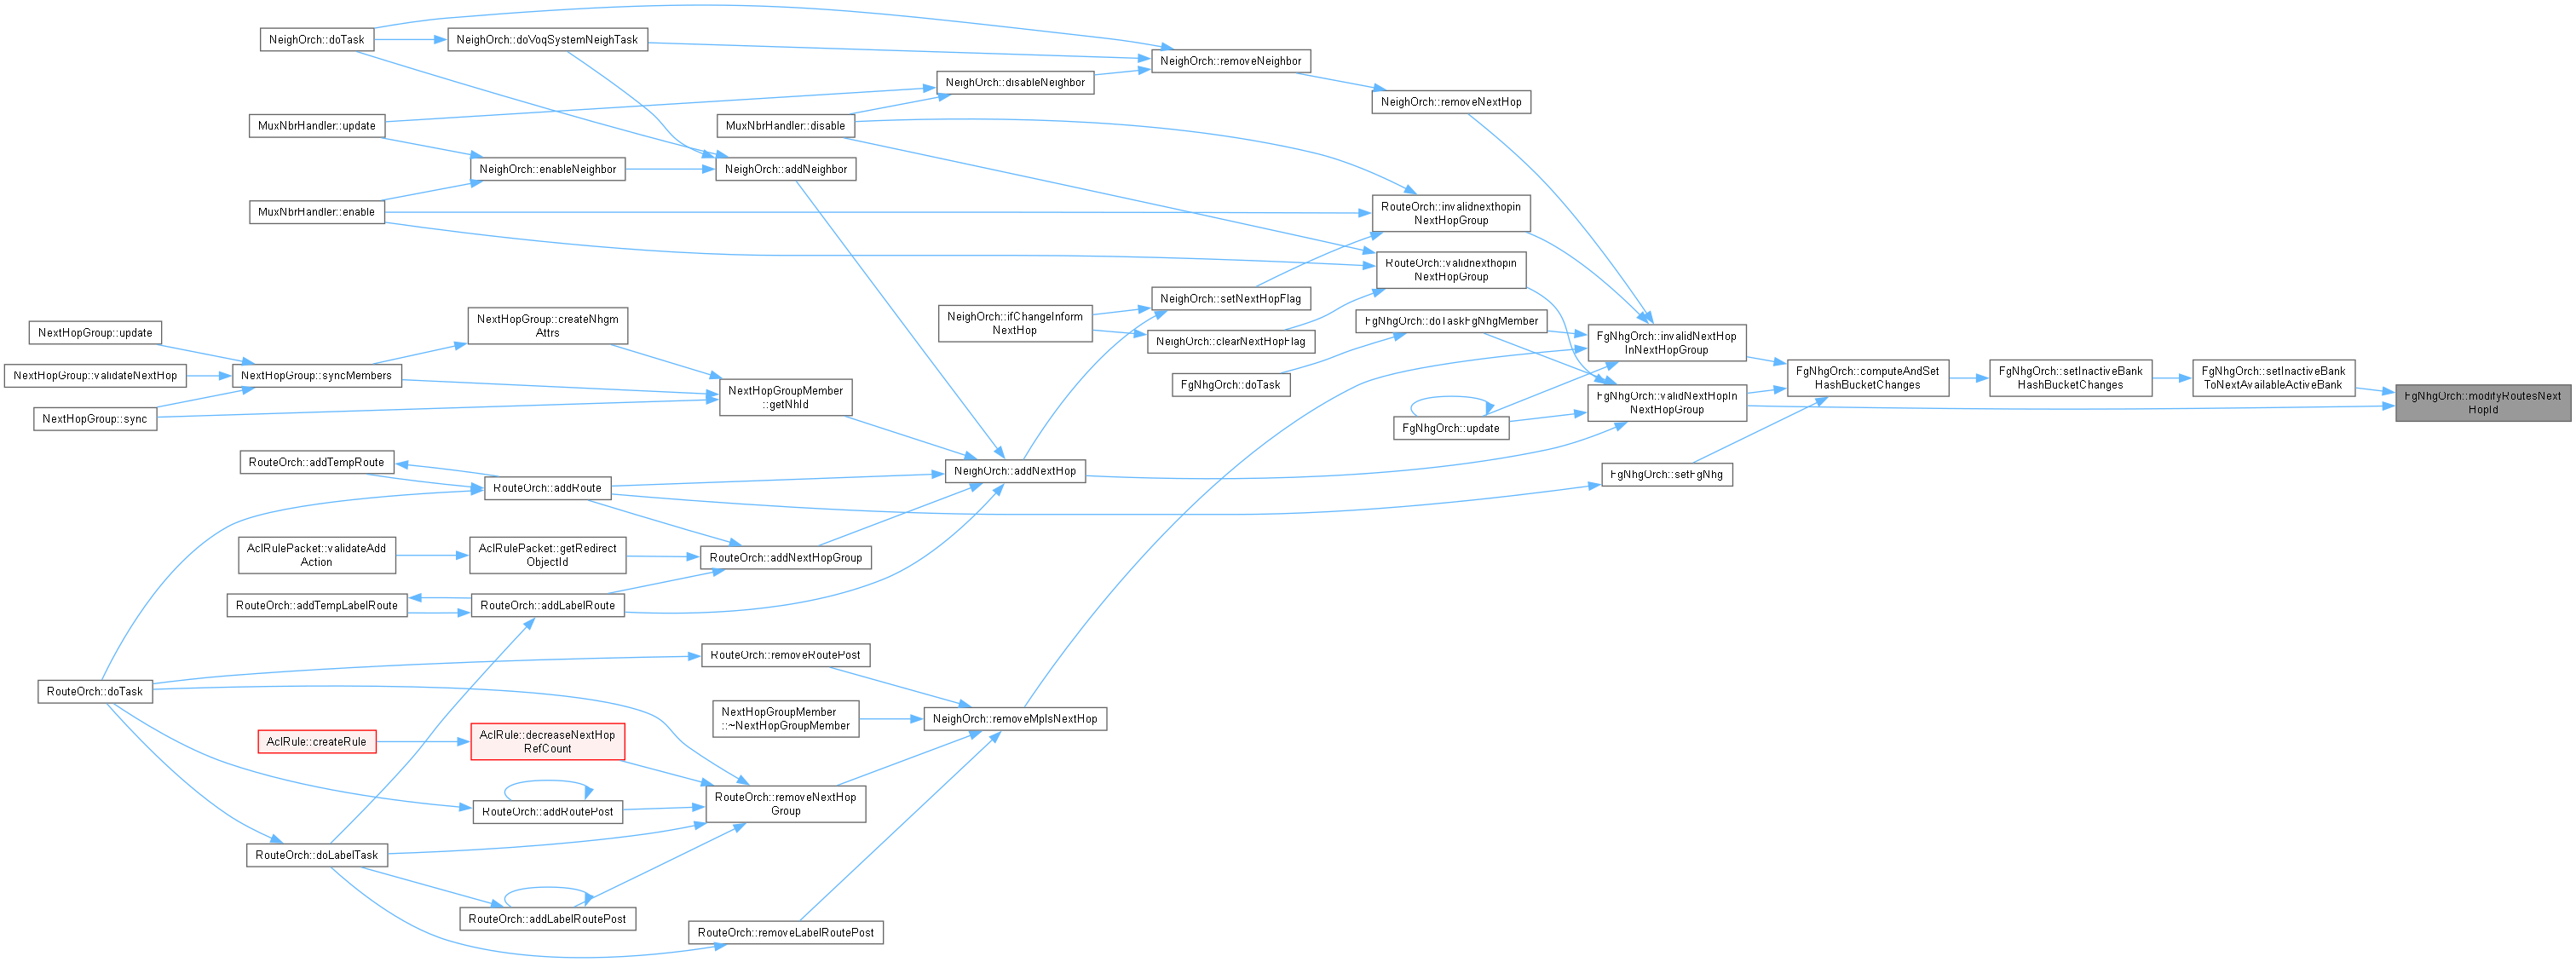 NeighOrch::doTask
NeighOrch::doVoqSystemNeighTask
NeighOrch::removeNeighbor
NeighOrch::disableNeighbor
NeighOrch::removeNextHop
MuxNbrHandler::update
MuxNbrHandler::disable
NeighOrch::enableNeighbor
NeighOrch::addNeighbor
MuxNbrHandler::enable
RouteOrch::invalidnexthopin
NextHopGroup
RouteOrch::validnexthopin
NextHopGroup
NeighOrch::setNextHopFlag
NeighOrch::ifChangeInform
NextHop
NeighOrch::clearNextHopFlag
FgNhgOrch::doTaskFgNhgMember
FgNhgOrch::doTask
FgNhgOrch::invalidNextHop
InNextHopGroup
FgNhgOrch::validNextHopIn
NextHopGroup
FgNhgOrch::update
FgNhgOrch::computeAndSet
HashBucketChanges
FgNhgOrch::setInactiveBank
HashBucketChanges
FgNhgOrch::setInactiveBank
ToNextAvailableActiveBank
FgNhgOrch::modifyRoutesNext
HopId
NextHopGroup::createNhgm
Attrs
NextHopGroup::update
NextHopGroup::validateNextHop
NextHopGroup::syncMembers
NextHopGroup::sync
NextHopGroupMember
::getNhId
RouteOrch::addTempRoute
RouteOrch::addRoute
NeighOrch::addNextHop
FgNhgOrch::setFgNhg
AclRulePacket::validateAdd
Action
AclRulePacket::getRedirect
ObjectId
RouteOrch::addNextHopGroup
RouteOrch::addTempLabelRoute
RouteOrch::addLabelRoute
RouteOrch::removeRoutePost
RouteOrch::doTask
NextHopGroupMember
::~NextHopGroupMember
NeighOrch::removeMplsNextHop
AclRule::createRule
AclRule::decreaseNextHop
RefCount
RouteOrch::addRoutePost
RouteOrch::removeNextHop
Group
RouteOrch::doLabelTask
RouteOrch::addLabelRoutePost
RouteOrch::removeLabelRoutePost